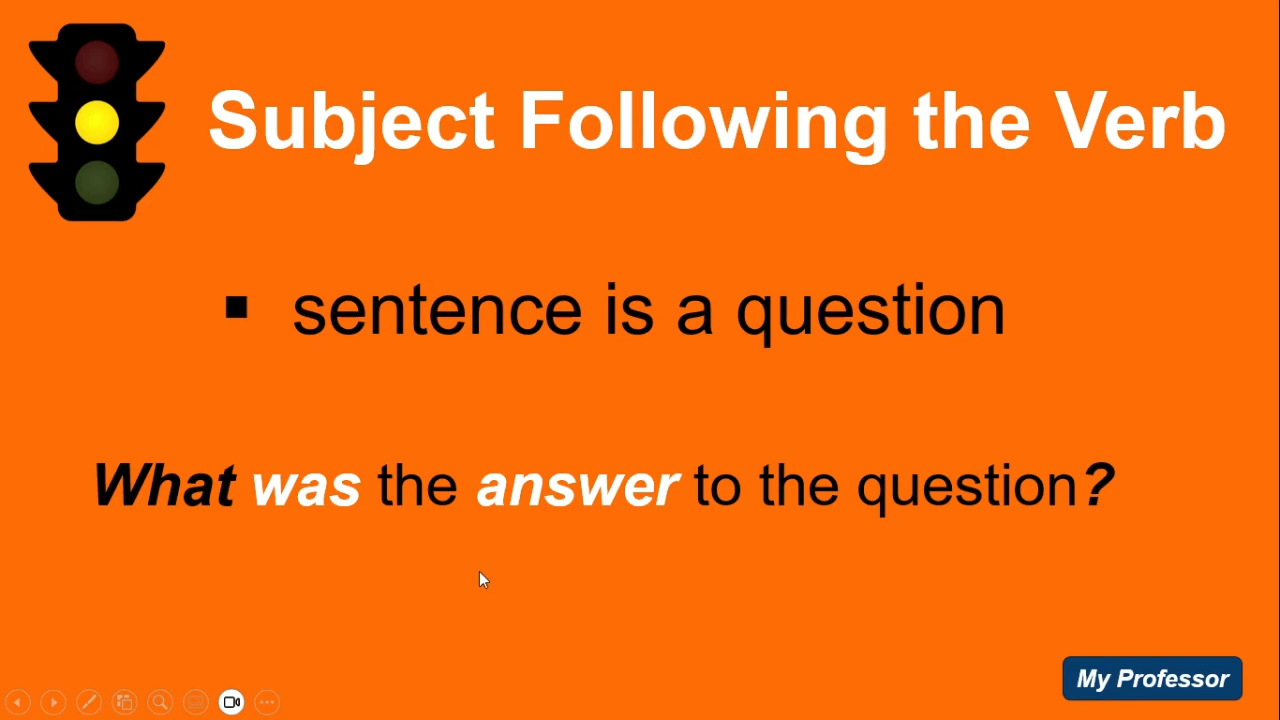 Subject Following the Verb
▪ sentence is a question
What was the answer to the question?
My Professor